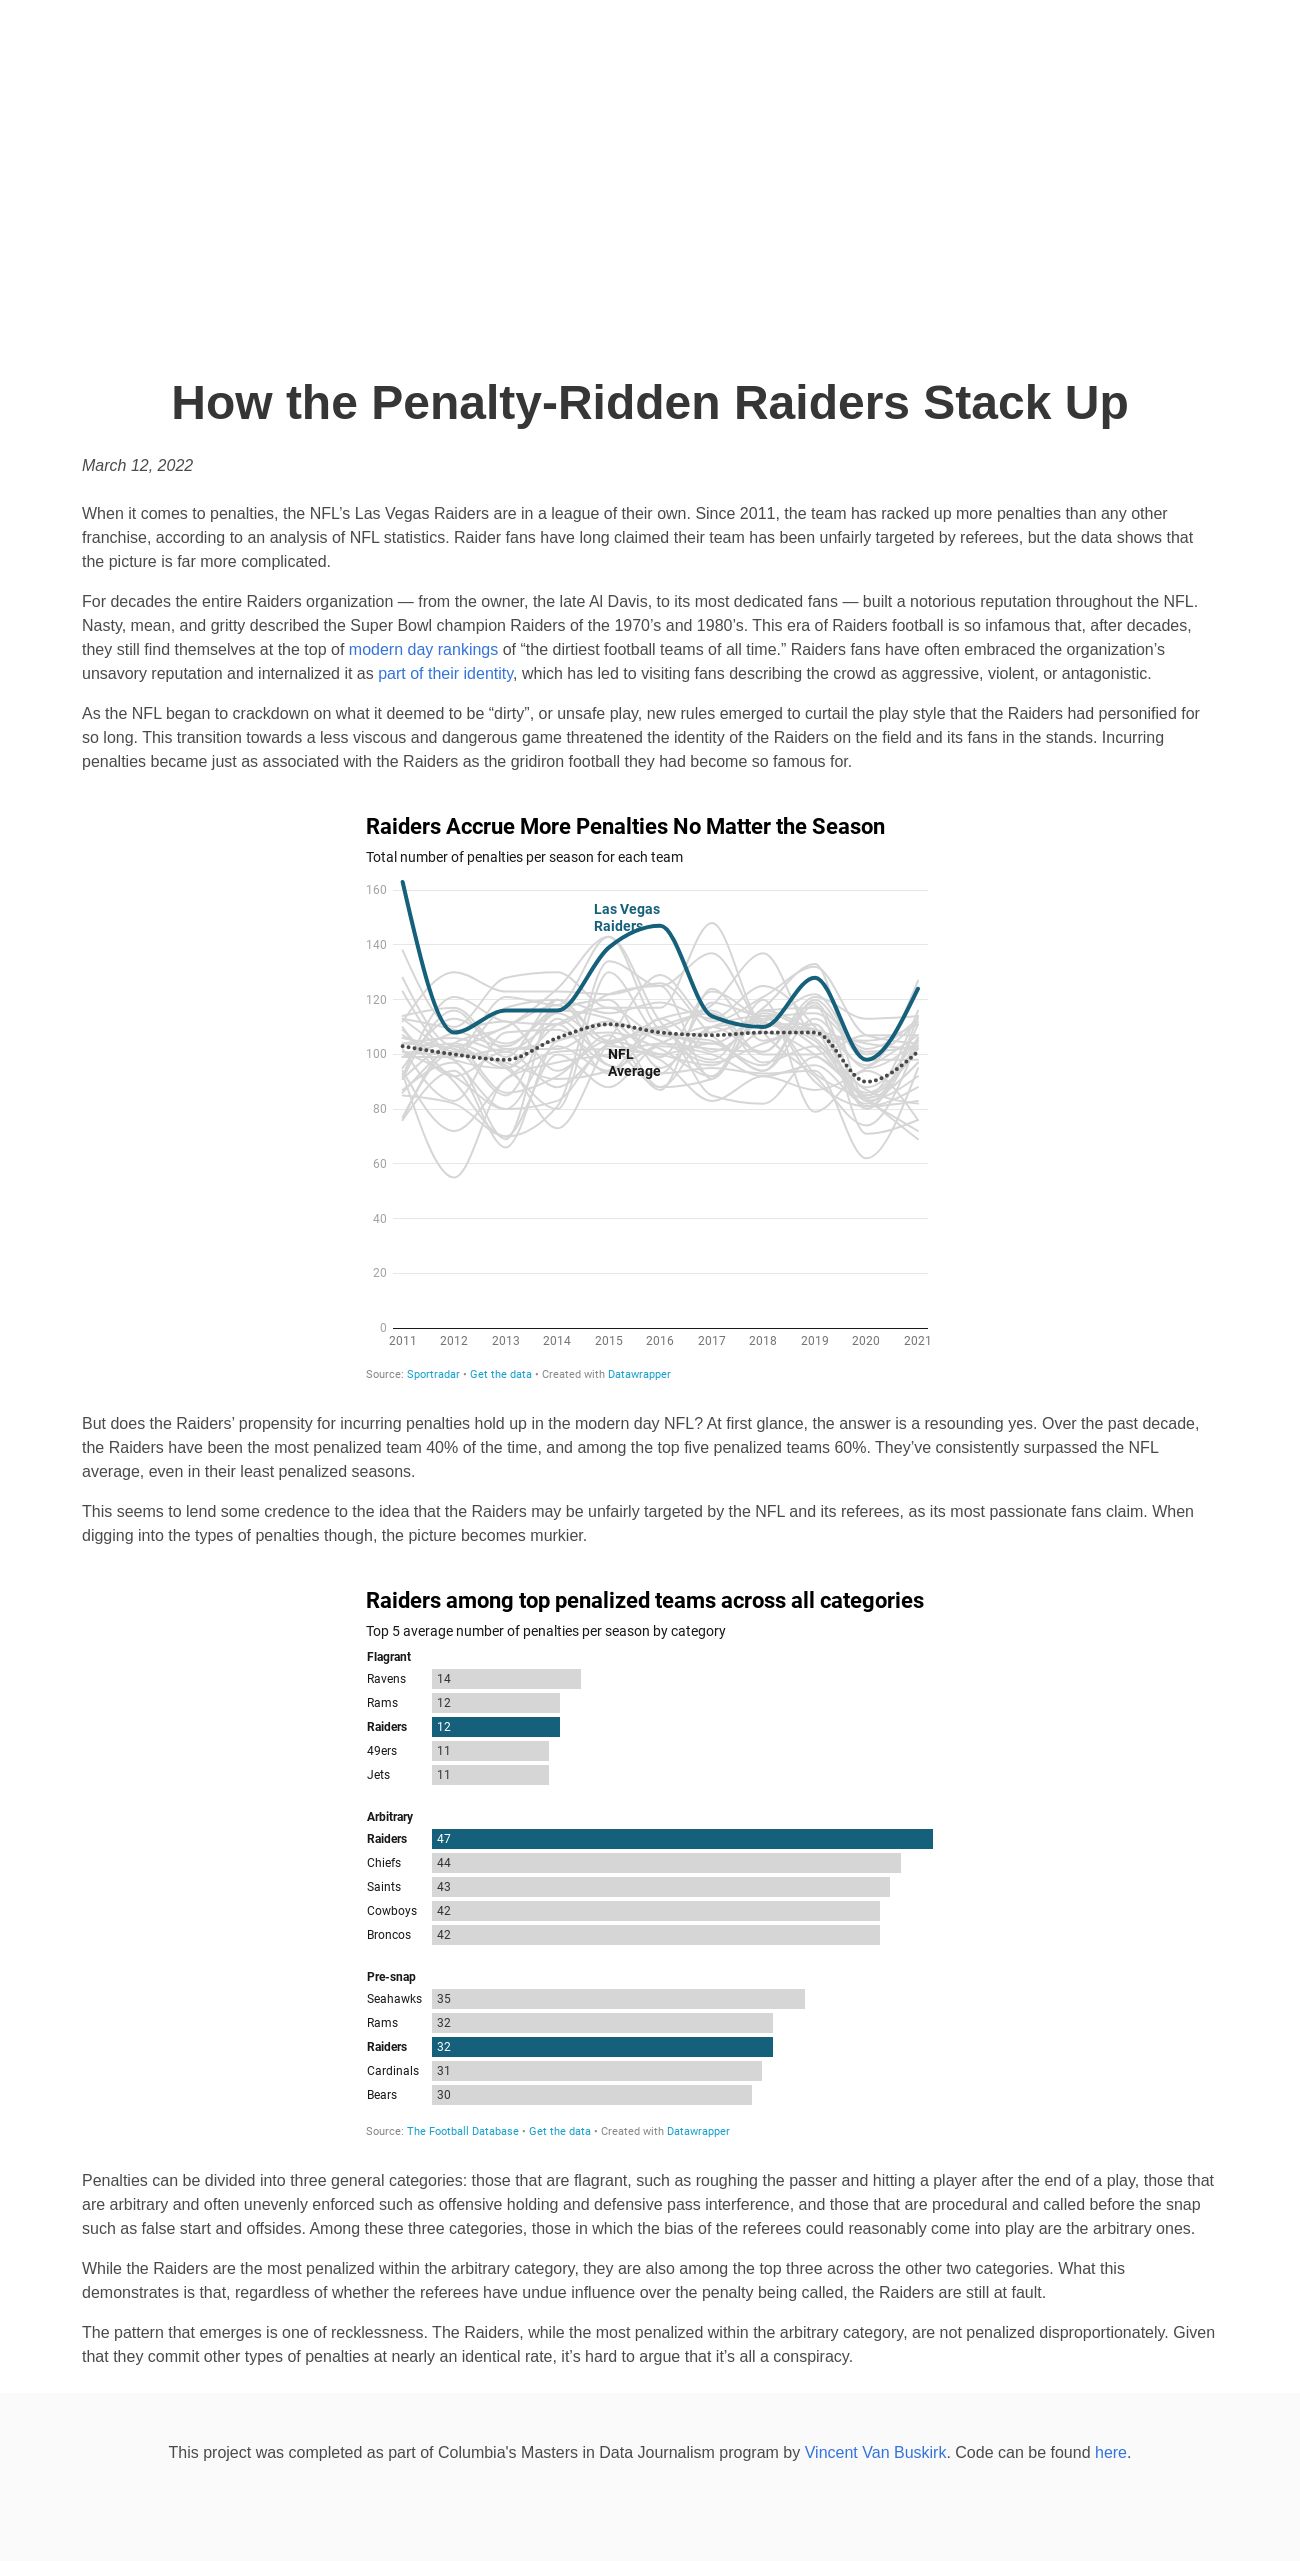 How the Penalty-Ridden Raiders Stack Up
March 12, 2022
When it comes to penalties, the NFL’s Las Vegas Raiders are in a league of their own. Since 2011, the team has racked up more penalties than any other
franchise, according to an analysis of NFL statistics. Raider fans have long claimed their team has been unfairly targeted by referees, but the data shows that
the picture is far more complicated.
For decades the entire Raiders organization — from the owner, the late Al Davis, to its most dedicated fans — built a notorious reputation throughout the NFL.
Nasty, mean, and gritty described the Super Bowl champion Raiders of the 1970’s and 1980’s. This era of Raiders football is so infamous that, after decades,
they still find themselves at the top of modern day rankings of “the dirtiest football teams of all time.” Raiders fans have often embraced the organization’s
unsavory reputation and internalized it as part of their identity, which has led to visiting fans describing the crowd as aggressive, violent, or antagonistic.
As the NFL began to crackdown on what it deemed to be “dirty”, or unsafe play, new rules emerged to curtail the play style that the Raiders had personified for
so long. This transition towards a less viscous and dangerous game threatened the identity of the Raiders on the field and its fans in the stands. Incurring
penalties became just as associated with the Raiders as the gridiron football they had become so famous for.
Raiders Accrue More Penalties No Matter the Season
Total number of penalties per season for each team
160
Las Vegas
Raiders
140
120
100
NFL
Average
80
60
40
20
0
2011 2012 2013 2014 2015 2016 2017 2018 2019 2020 2021
Source: Sportradar • Get the data • Created with Datawrapper
But does the Raiders’ propensity for incurring penalties hold up in the modern day NFL? At first glance, the answer is a resounding yes. Over the past decade,
the Raiders have been the most penalized team 40% of the time, and among the top five penalized teams 60%. They’ve consistently surpassed the NFL
average, even in their least penalized seasons.
This seems to lend some credence to the idea that the Raiders may be unfairly targeted by the NFL and its referees, as its most passionate fans claim. When
digging into the types of penalties though, the picture becomes murkier.
Raiders among top penalized teams across all categories
Top 5 average number of penalties per season by category
Flagrant
Ravens 14
Rams 12
Raiders 12
49ers 11
Jets 11
Arbitrary
Raiders 47
Chiefs 44
Saints 43
Cowboys 42
Broncos 42
Pre-snap
Seahawks 35
Rams 32
Raiders 32
Cardinals 31
Bears 30
Source: The Football Database • Get the data • Created with Datawrapper
Penalties can be divided into three general categories: those that are flagrant, such as roughing the passer and hitting a player after the end of a play, those that
are arbitrary and often unevenly enforced such as offensive holding and defensive pass interference, and those that are procedural and called before the snap
such as false start and offsides. Among these three categories, those in which the bias of the referees could reasonably come into play are the arbitrary ones.
While the Raiders are the most penalized within the arbitrary category, they are also among the top three across the other two categories. What this
demonstrates is that, regardless of whether the referees have undue influence over the penalty being called, the Raiders are still at fault.
The pattern that emerges is one of recklessness. The Raiders, while the most penalized within the arbitrary category, are not penalized disproportionately. Given
that they commit other types of penalties at nearly an identical rate, it’s hard to argue that it’s all a conspiracy.
This project was completed as part of Columbia's Masters in Data Journalism program by Vincent Van Buskirk. Code can be found here.